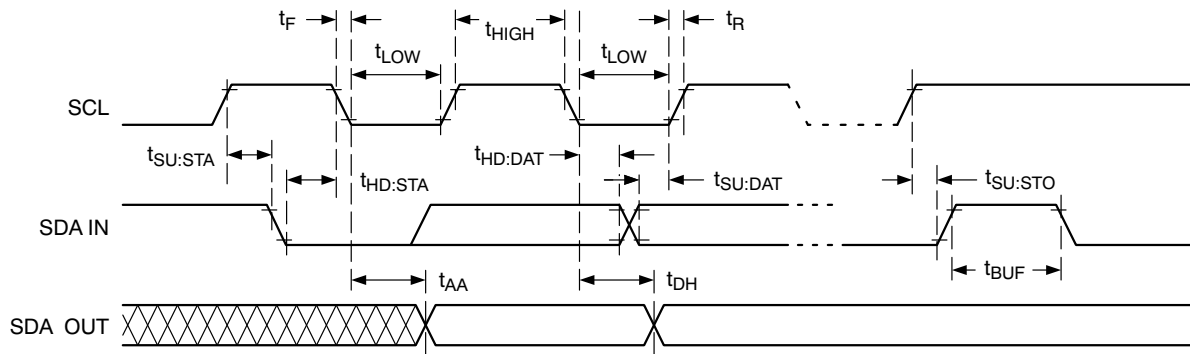 tF
tHIGH
tR
tLOW
tLOW
SCL
tSU:STA
tHD:DAT
tHD:STA
tSU:DAT
tSU:STO
SDA IN
tBUF
tAA
tDH
SDA OUT